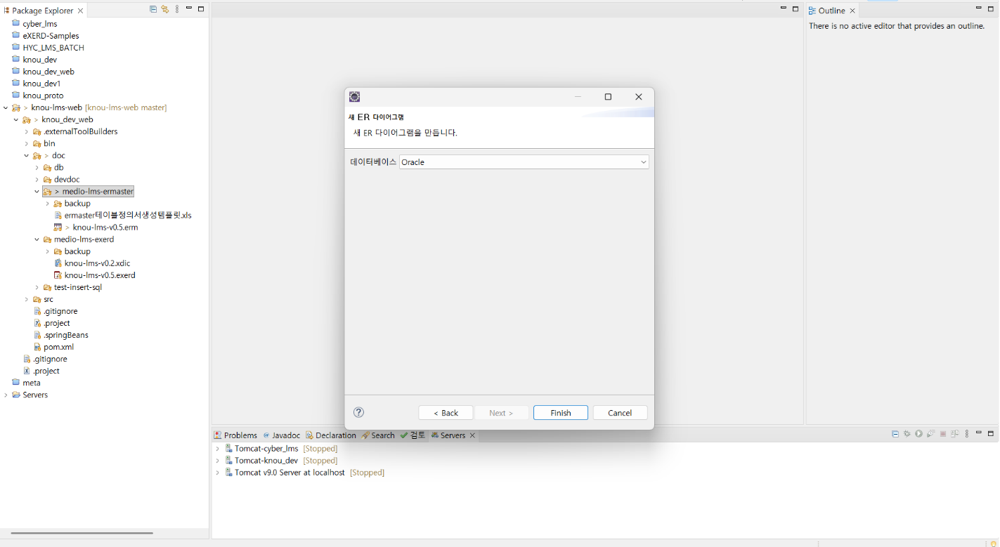 Package Explorer
cyber_lms
eXERD-Samples
HYC_LMS_BATCH
knou_dev
knou_dev_web
knou_dev1
knou_proto
> knou-lms-web [knou-lms-web master]
> knou_dev_web
.externalToolBuilders
bin
> doc
db
devdoc
> medio-lms-ermaster
backup
ermaster테이블정의서생성템플릿.xls
> knou-lms-v0.5.erm
medio-lms-exerd
backup
knou-lms-v0.2.xdic
knou-lms-v0.5.exerd
test-insert-sql
src
.gitignore
.project
.springBeans
pom.xml
.gitignore
.project
meta
Servers
새 ER 다이어그램
새 ER 다이어그램을 만듭니다.
데이터베이스 Oracle
< Back Next > Finish Cancel
Outline
There is no active editor that provides an outline.
Problems @ Javadoc Declaration Search 검토 Servers
Tomcat-cyber_lms [Stopped]
Tomcat-knou_dev [Stopped]
Tomcat v9.0 Server at localhost [Stopped]